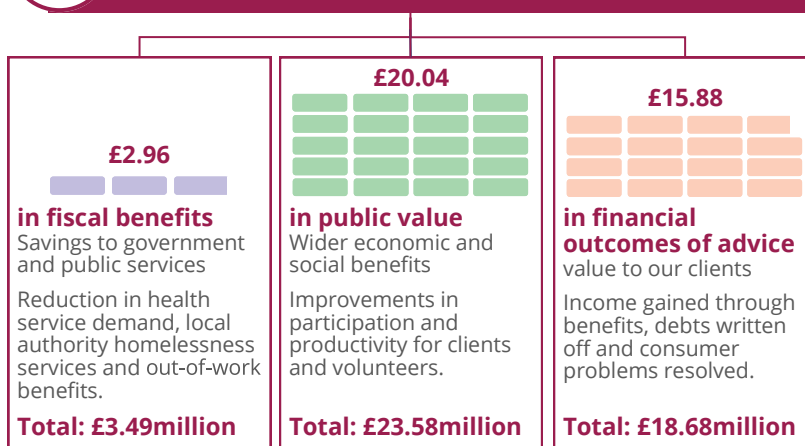 £2.96
in fiscal benefits
Savings to government
and public services
Reduction in health
service demand, local
authority homelessness
services and out-of-work
benefits.
Total: £3.49million
£20.04
in public value
Wider economic and
social benefits
Improvements in
participation and
productivity for clients
and volunteers.
Total: £23.58million
£15.88
in financial
outcomes of advice
value to our clients
Income gained through
benefits, debts written
off and consumer
problems resolved.
Total: £18.68million